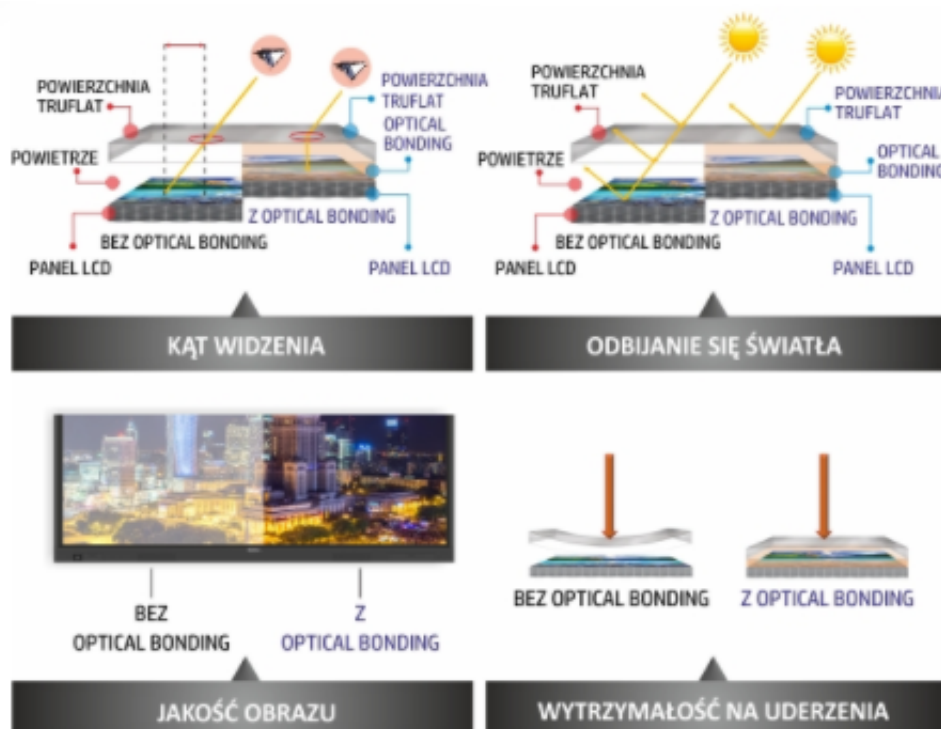 POWIERZCHNIA
TRUFLAT
POWIETRZE
PANEL LCD
BEZ OPTICAL BONDING
POWIERZCHNIA
TRUFLAT
OPTICAL
BONDING
Z OPTICAL BONDING
PANEL LCD
KĄT WIDZENIA
POWIERZCHNIA
TRUFLAT
POWIETRZE
PANEL LCD
BEZ OPTICAL BONDING
POWIERZCHNIA
TRUFLAT
OPTICAL
BONDING
Z OPTICAL BONDING
PANEL LCD
ODBIJANIE SIĘ ŚWIATŁA
BEZ
OPTICAL BONDING
Z
OPTICAL BONDING
JAKOŚĆ OBRAZU
BEZ OPTICAL BONDING
Z OPTICAL BONDING
WYTRZYMAŁOŚĆ NA UDERZENIA